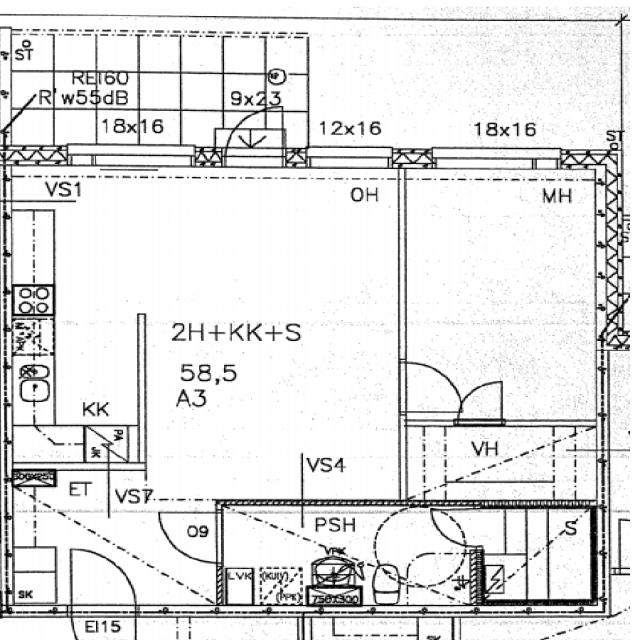 ST
REI60
R'w55dB
9x23
18x16
12x16
18x16
ST
VS1
OH
MH
2H+KK+S
58,5
A3
KK
PA
JK
VH
VS4
ET
VS7
09
PSH
S
VPK
LVK
(KUIV)
(PPK)
750X300
SK
EI15